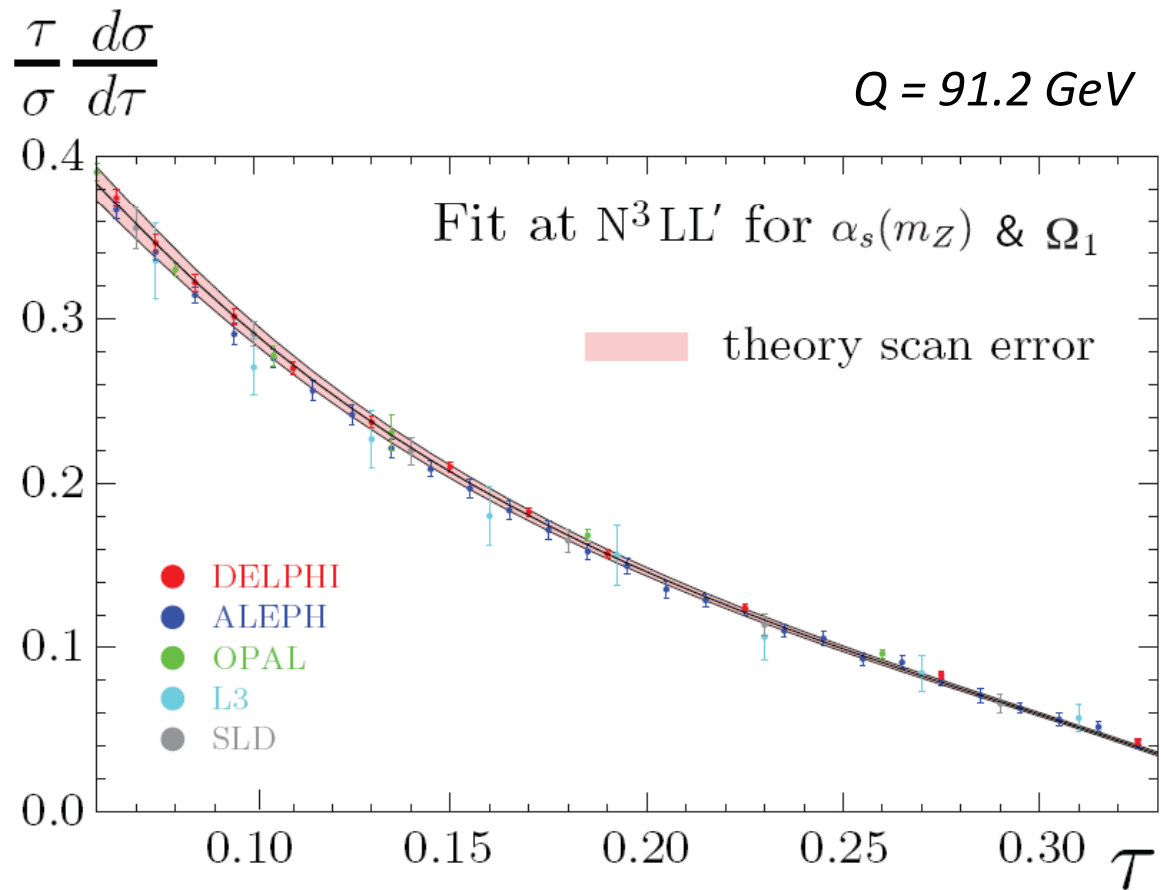 τ/σ dσ/dτ
Q = 91.2 GeV
Fit at N³LL′ for αₛ(m_Z) & Ω₁
theory scan error
0.4
0.3
0.2
0.1
0.0
DELPHI
ALEPH
OPAL
L3
SLD
0.10 0.15 0.20 0.25 0.30 τ